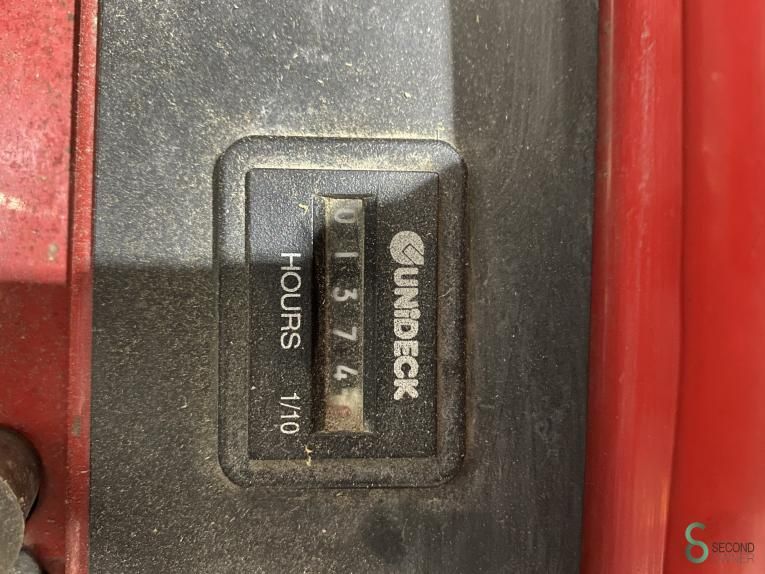 UNiDECK
01374
HOURS 1/10
SECOND
OWNER